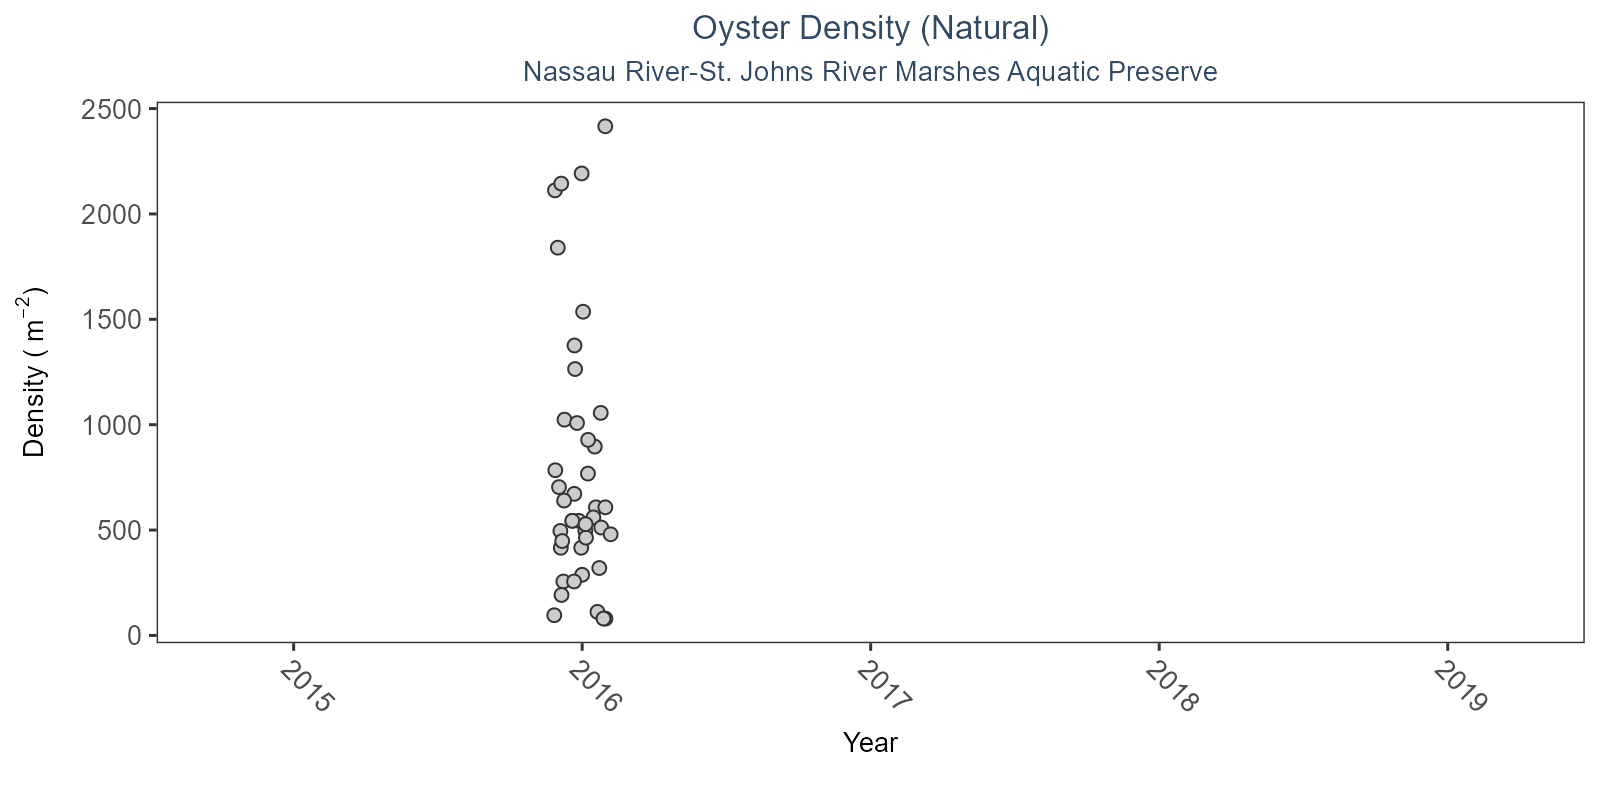 Oyster Density (Natural)
Nassau River-St. Johns River Marshes Aquatic Preserve
2500
2000
1500
1000
500
0
Density ( m⁻²)
2015
2016
2017
2018
2019
Year